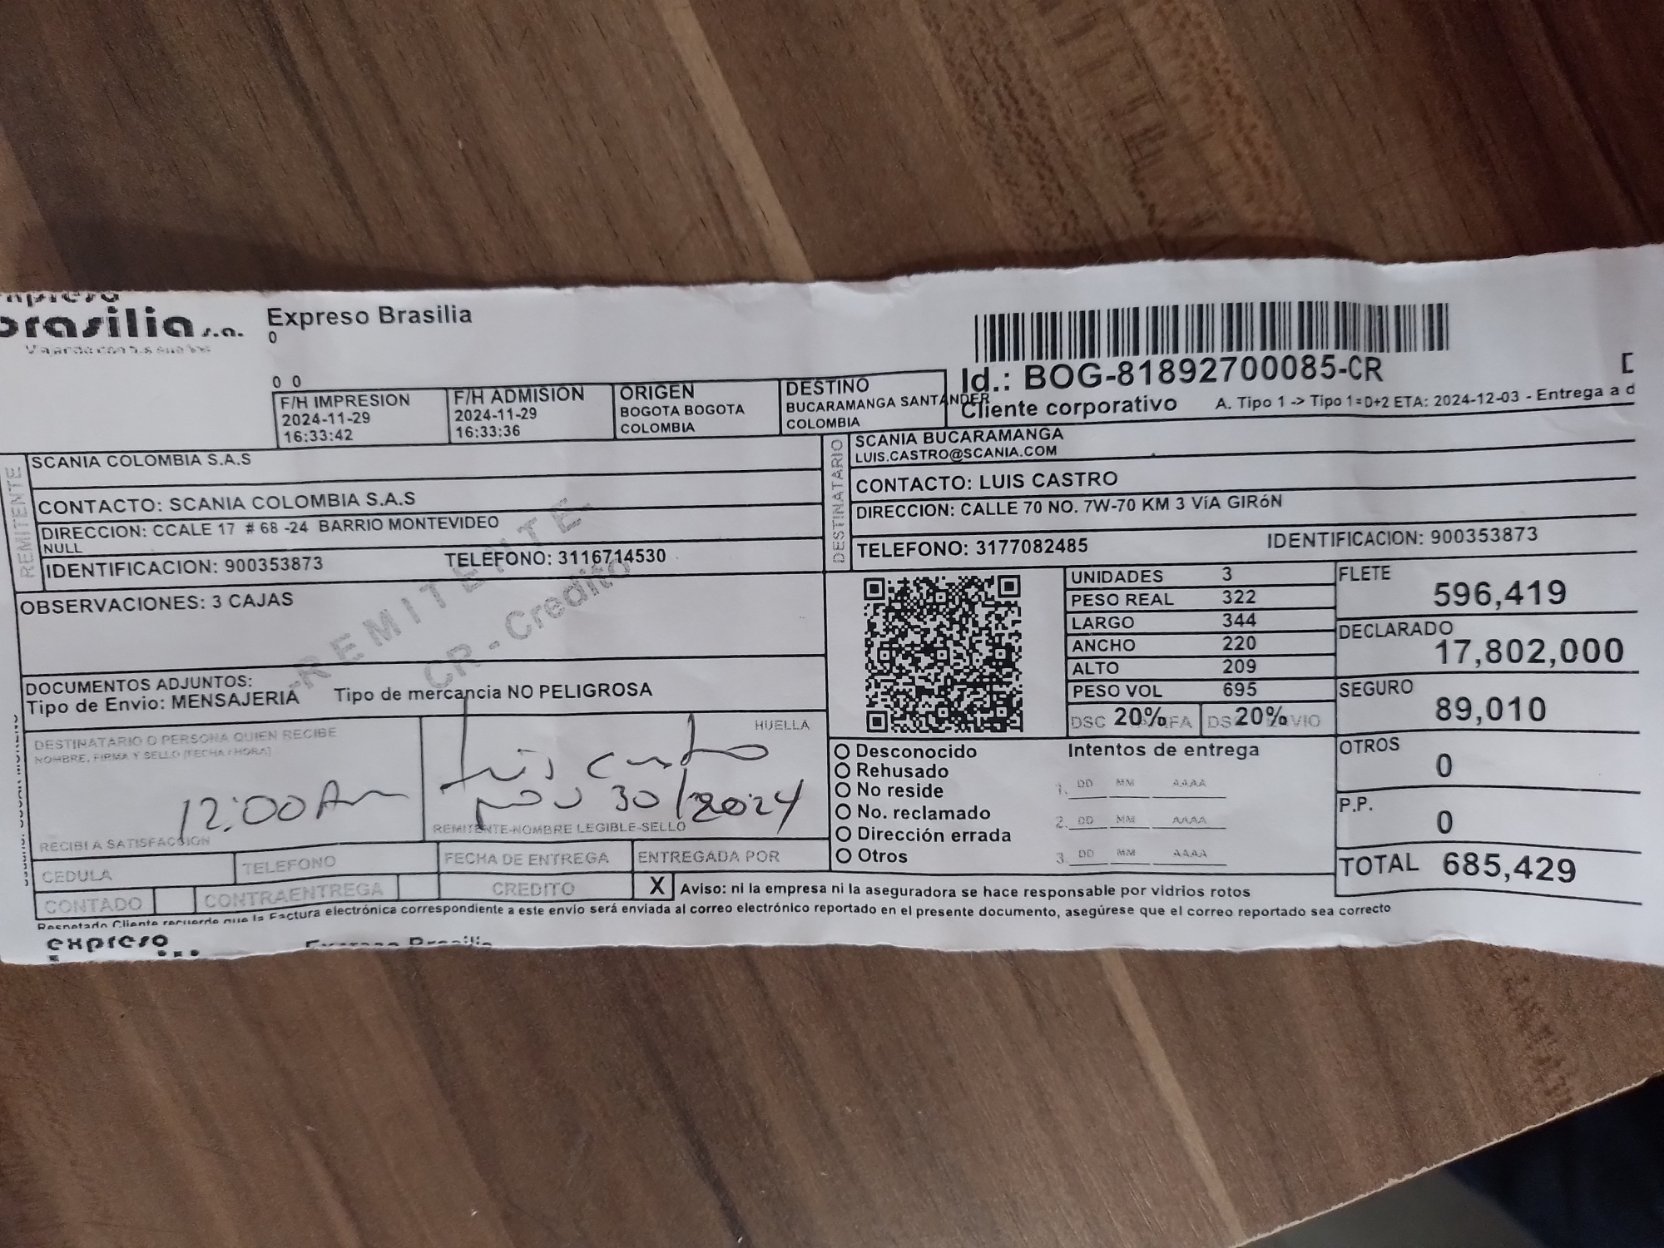 brasilia s.a.
Expreso Brasilia
0
0 0
F/H IMPRESION
2024-11-29
16:33:42
F/H ADMISION
2024-11-29
16:33:36
ORIGEN
BOGOTA BOGOTA
COLOMBIA
DESTINO
BUCARAMANGA SANTANDER
COLOMBIA
Id.: BOG-81892700085-CR
Cliente corporativo A. Tipo 1 -> Tipo 1=D+2 ETA: 2024-12-03 - Entrega a d
REMITENTE
SCANIA COLOMBIA S.A.S
CONTACTO: SCANIA COLOMBIA S.A.S
DIRECCION: CCALE 17 # 68 -24 BARRIO MONTEVIDEO
NULL
IDENTIFICACION: 900353873 TELEFONO: 3116714530
DESTINATARIO
SCANIA BUCARAMANGA
LUIS.CASTRO@SCANIA.COM
CONTACTO: LUIS CASTRO
DIRECCION: CALLE 70 NO. 7W-70 KM 3 VíA GIRóN
TELEFONO: 3177082485 IDENTIFICACION: 900353873
OBSERVACIONES: 3 CAJAS
-REMITENTE-
CR - Credito
DOCUMENTOS ADJUNTOS:
Tipo de Envio: MENSAJERIA Tipo de mercancia NO PELIGROSA
UNIDADES 3
PESO REAL 322
LARGO 344
ANCHO 220
ALTO 209
PESO VOL 695
DSC 20% FA DS 20% VIO
FLETE
596,419
DECLARADO
17,802,000
SEGURO
89,010
OTROS
0
P.P.
0
TOTAL 685,429
DESTINATARIO O PERSONA QUIEN RECIBE
NOMBRE, FIRMA Y SELLO [FECHA / HORA]
12:00 Am
RECIBI A SATISFACCION
HUELLA
Luis Castro
Nov 30/2024
REMITENTE-NOMBRE LEGIBLE-SELLO
O Desconocido
O Rehusado
O No reside
O No. reclamado
O Dirección errada
O Otros
Intentos de entrega
1. DD MM AAAA
2. DD MM AAAA
3. DD MM AAAA
CEDULA TELEFONO FECHA DE ENTREGA ENTREGADA POR
CONTADO CONTRAENTREGA CREDITO X Aviso: ni la empresa ni la aseguradora se hace responsable por vidrios rotos
Respetado Cliente recuerde que la Factura electrónica correspondiente a este envio será enviada al correo electrónico reportado en el presente documento, asegúrese que el correo reportado sea correcto
expreso Expreso Brasilia